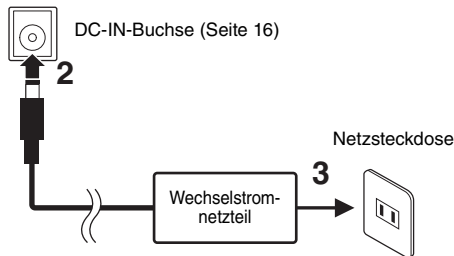 DC-IN-Buchse (Seite 16)
2
Netzsteckdose
3
Wechselstrom-
netzteil